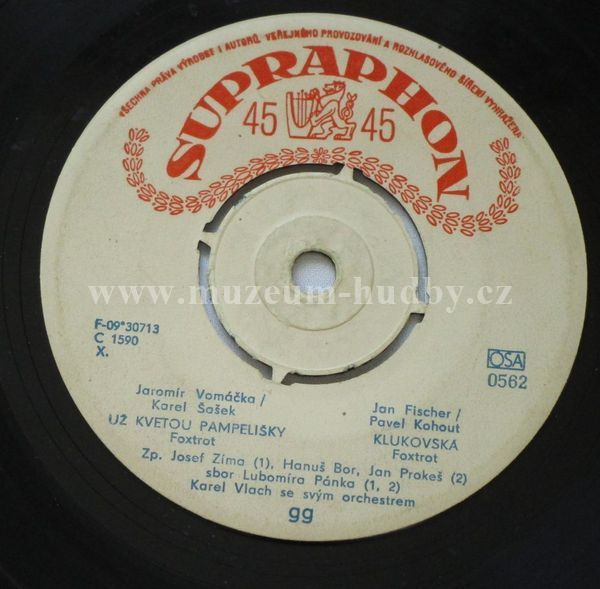 VŠECHNA PRÁVA VÝROBCE I AUTORŮ, VEŘEJNÉHO PROVOZOVÁNÍ A ROZHLASOVÉHO ŠÍŘENÍ VYHRAŽENA
SUPRAPHON
45 45
www.muzeum-hudby.cz
F-09*30713
C 1590
X.
OSA
0562
Jaromír Vomáčka/
Karel Šašek
UŽ KVETOU PAMPELIŠKY
Foxtrot
Jan Fischer/
Pavel Kohout
KLUKOVSKÁ
Foxtrot
Zp. Josef Zíma (1), Hanuš Bor, Jan Prokeš (2)
sbor Lubomíra Pánka (1, 2)
Karel Vlach se svým orchestrem
gg